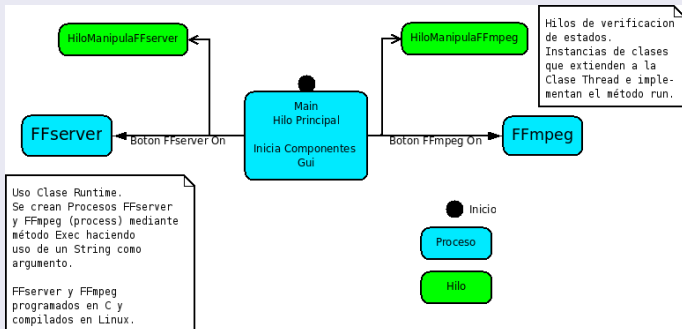 HiloManipulaFFserver
HiloManipulaFFmpeg
Hilos de verificacion
de estados.
Instancias de clases
que extienden a la
Clase Thread e imple-
mentan el método run.
Main
Hilo Principal
Inicia Componentes
Gui
FFserver
Boton FFserver On
Boton FFmpeg On
FFmpeg
Uso Clase Runtime.
Se crean Procesos FFserver
y FFmpeg (process) mediante
método Exec haciendo
uso de un String como
argumento.
FFserver y FFmpeg
programados en C y
compilados en Linux.
Inicio
Proceso
Hilo